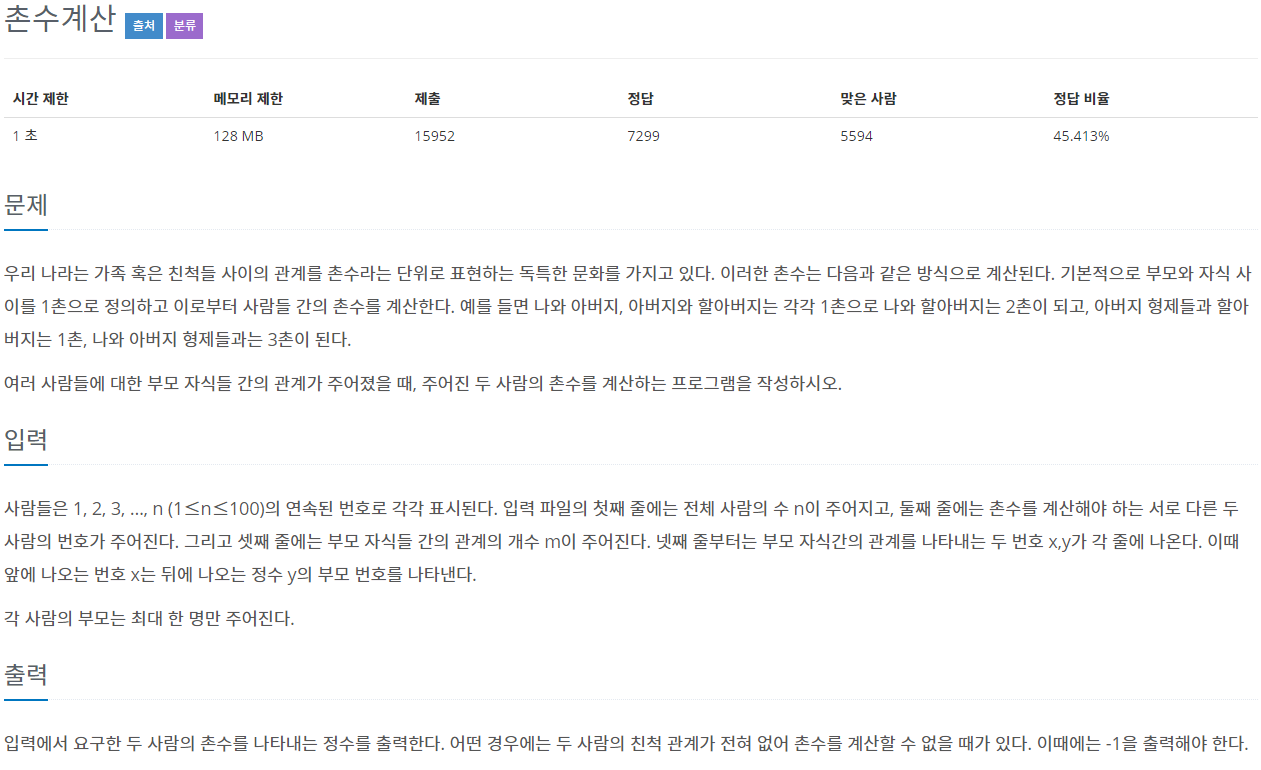 촌수계산 출처 분류
시간 제한 메모리 제한 제출 정답 맞은 사람 정답 비율
1 초 128 MB 15952 7299 5594 45.413%
문제
우리 나라는 가족 혹은 친척들 사이의 관계를 촌수라는 단위로 표현하는 독특한 문화를 가지고 있다. 이러한 촌수는 다음과 같은 방식으로 계산된다. 기본적으로 부모와 자식 사
이를 1촌으로 정의하고 이로부터 사람들 간의 촌수를 계산한다. 예를 들면 나와 아버지, 아버지와 할아버지는 각각 1촌으로 나와 할아버지는 2촌이 되고, 아버지 형제들과 할아
버지는 1촌, 나와 아버지 형제들과는 3촌이 된다.
여러 사람들에 대한 부모 자식들 간의 관계가 주어졌을 때, 주어진 두 사람의 촌수를 계산하는 프로그램을 작성하시오.
입력
사람들은 1, 2, 3, ..., n (1≤n≤100)의 연속된 번호로 각각 표시된다. 입력 파일의 첫째 줄에는 전체 사람의 수 n이 주어지고, 둘째 줄에는 촌수를 계산해야 하는 서로 다른 두
사람의 번호가 주어진다. 그리고 셋째 줄에는 부모 자식들 간의 관계의 개수 m이 주어진다. 넷째 줄부터는 부모 자식간의 관계를 나타내는 두 번호 x,y가 각 줄에 나온다. 이때
앞에 나오는 번호 x는 뒤에 나오는 정수 y의 부모 번호를 나타낸다.
각 사람의 부모는 최대 한 명만 주어진다.
출력
입력에서 요구한 두 사람의 촌수를 나타내는 정수를 출력한다. 어떤 경우에는 두 사람의 친척 관계가 전혀 없어 촌수를 계산할 수 없을 때가 있다. 이때에는 -1을 출력해야 한다.